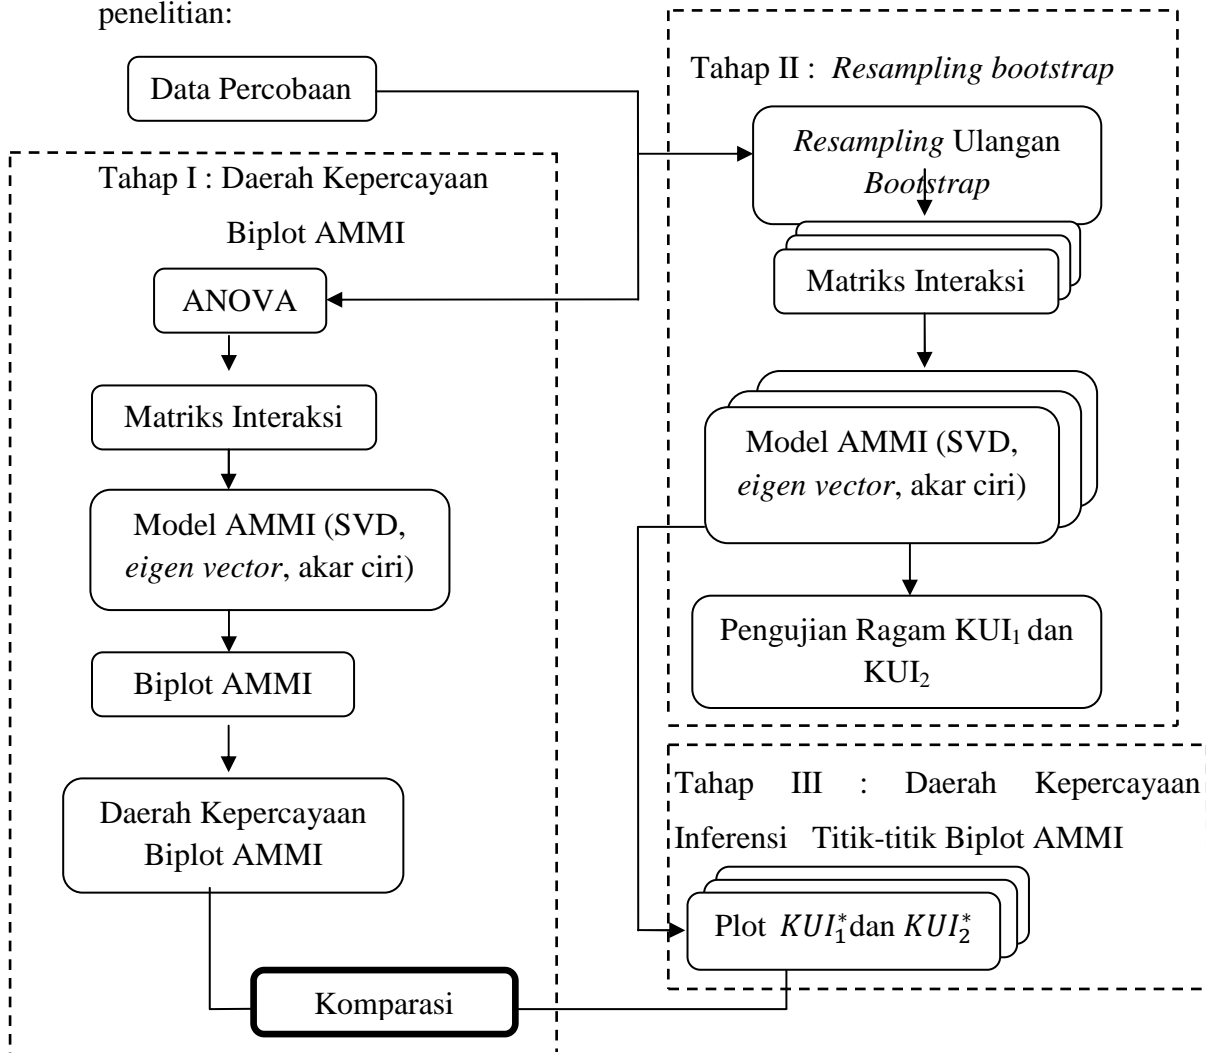 penelitian:
Data Percobaan
Tahap I : Daerah Kepercayaan
Biplot AMMI
ANOVA
Matriks Interaksi
Model AMMI (SVD,
eigen vector, akar ciri)
Biplot AMMI
Daerah Kepercayaan
Biplot AMMI
Komparasi
Tahap II : Resampling bootstrap
Resampling Ulangan
Bootstrap
Matriks Interaksi
Model AMMI (SVD,
eigen vector, akar ciri)
Pengujian Ragam KUI₁ dan
KUI₂
Tahap III : Daerah Kepercayaan
Inferensi Titik-titik Biplot AMMI
Plot KUI₁* dan KUI₂*